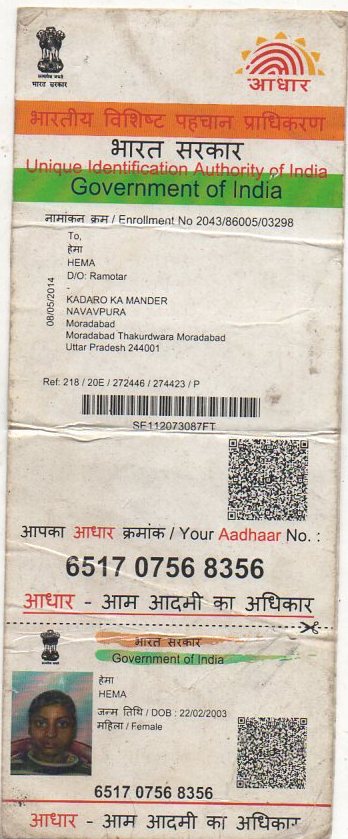 भारत सरकार
आधार
भारतीय विशिष्ट पहचान प्राधिकरण
भारत सरकार
Unique Identification Authority of India
Government of India
नामांकन क्रम / Enrollment No 2043/86005/03298
To,
हेमा
HEMA
D/O: Ramotar
-
KADARO KA MANDER
NAVAVPURA
Moradabad
Moradabad Thakurdwara Moradabad
Uttar Pradesh 244001
08/05/2014
Ref: 218 / 20E / 272446 / 274423 / P
SE112073087FT
आपका आधार क्रमांक / Your Aadhaar No. :
6517 0756 8356
आधार - आम आदमी का अधिकार
भारत सरकार
Government of India
हेमा
HEMA
जन्म तिथि / DOB : 22/02/2003
महिला / Female
6517 0756 8356
आधार - आम आदमी का अधिकार